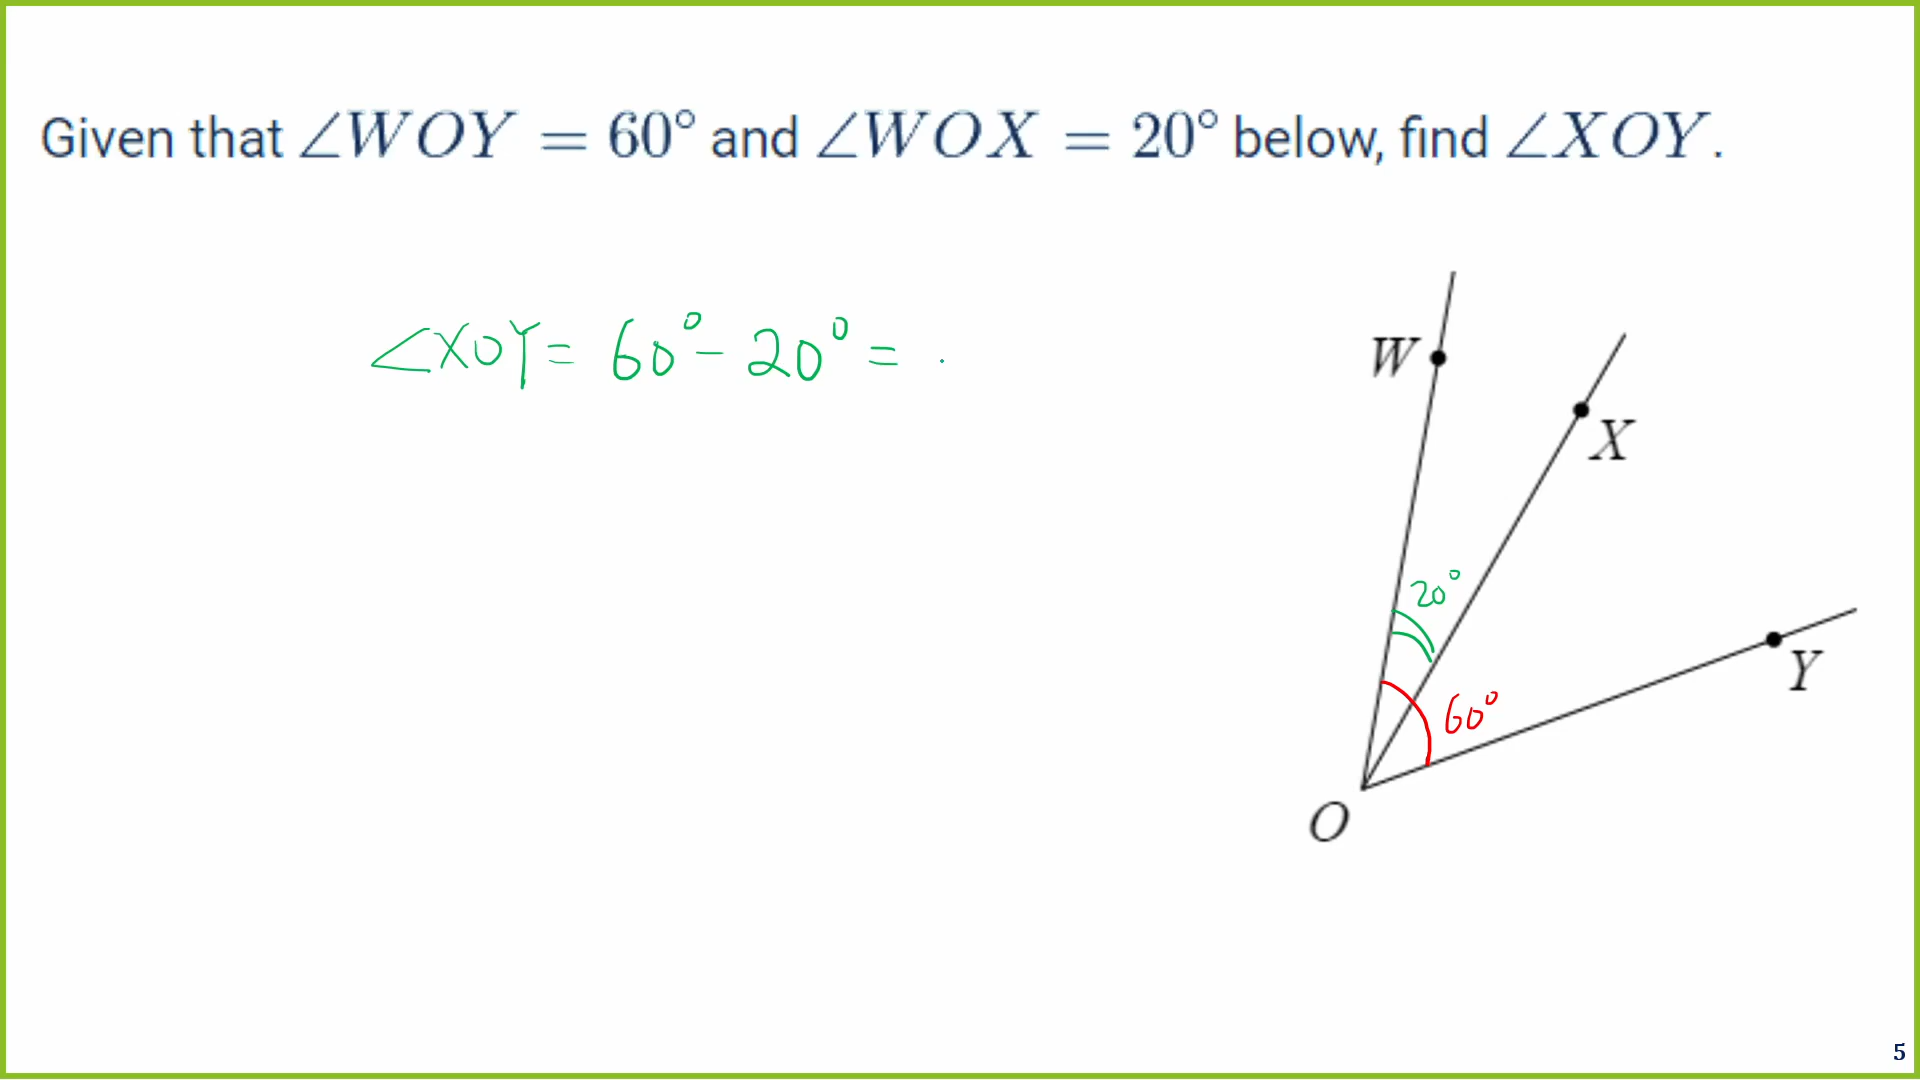 Given that ∠WOY = 60° and ∠WOX = 20° below, find ∠XOY.
∠XOY = 60° - 20° =
W
X
20°
Y
60°
O
5